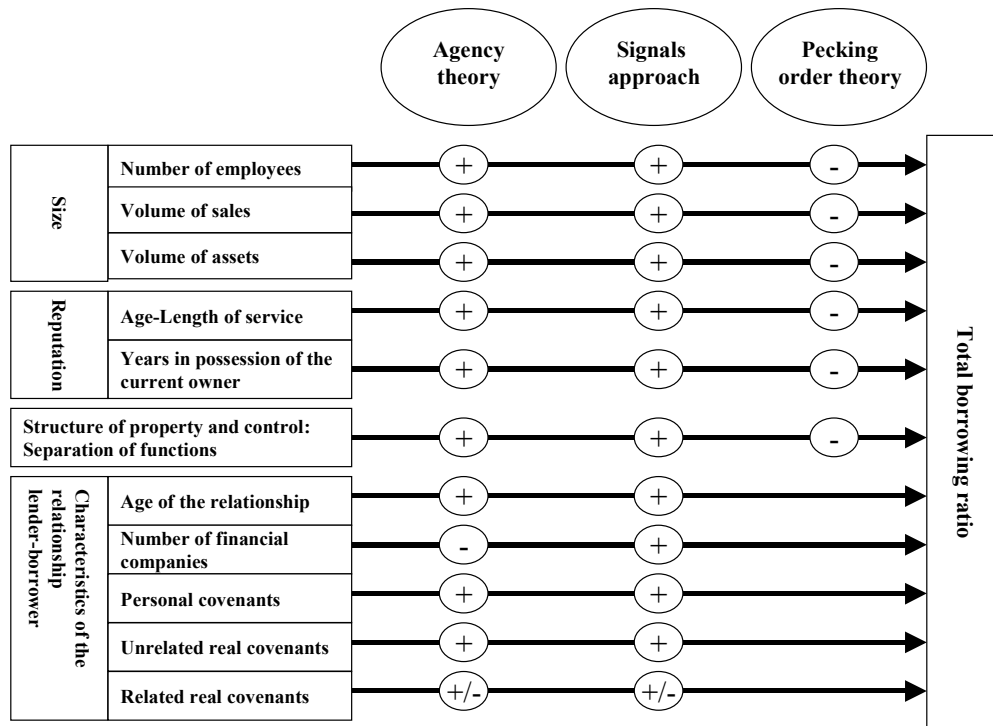 Agency
theory
Signals
approach
Pecking
order theory
Size
Number of employees
+
+
-
Volume of sales
+
+
-
Volume of assets
+
+
-
Reputation
Age-Length of service
+
+
-
Years in possession of the
current owner
+
+
-
Structure of property and control:
Separation of functions
+
+
-
Characteristics of the
relationship
lender-borrower
Age of the relationship
+
+
Number of financial
companies
-
+
Personal covenants
+
+
Unrelated real covenants
+
+
Related real covenants
+/-
+/-
Total borrowing ratio